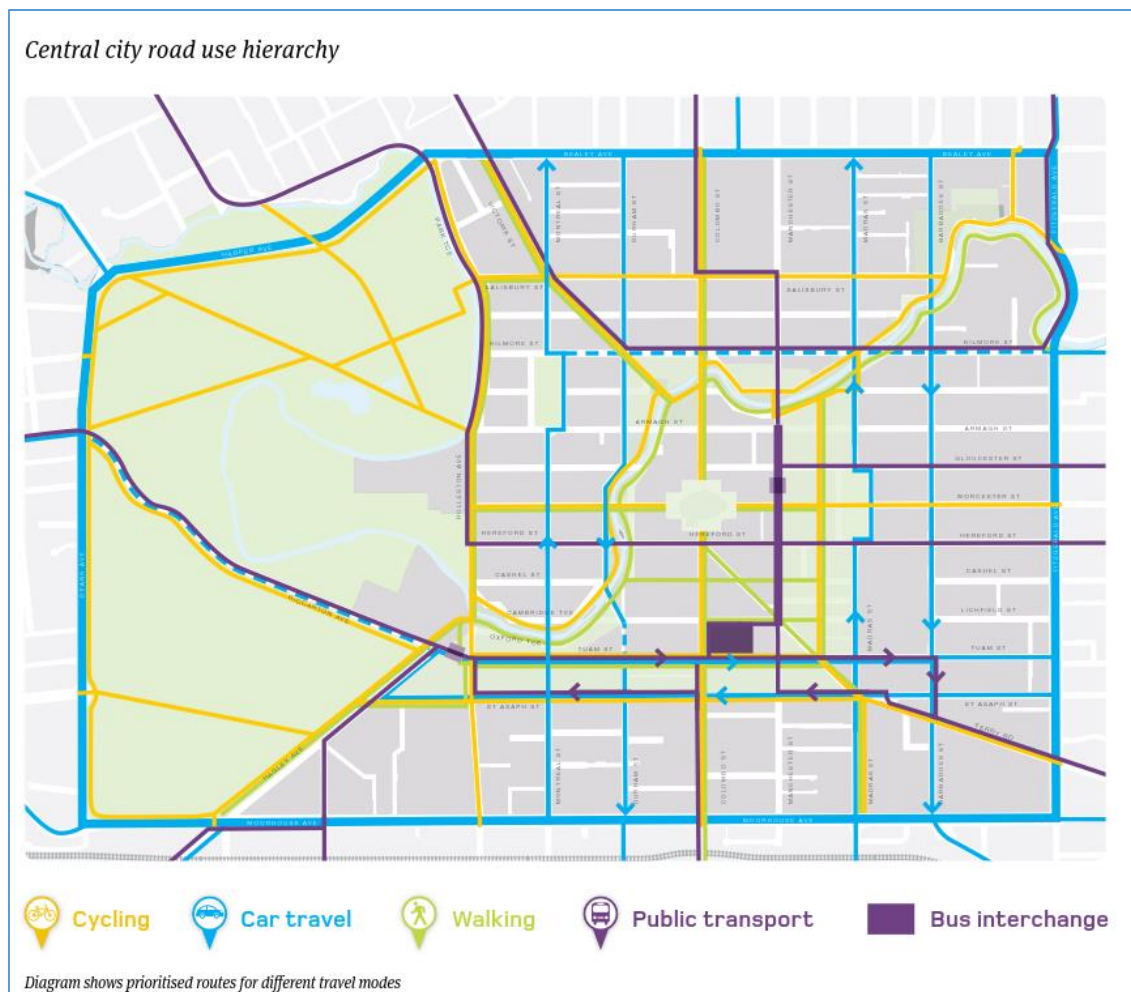 Central city road use hierarchy
BEALEY AVE
BEALEY AVE
HARPER AVE
PARK TCE
VICTORIA ST
MONTREAL ST
DURHAM ST
COLOMBO ST
MANCHESTER ST
MADRAS ST
BARBADOES ST
FITZGERALD AVE
SALISBURY ST
SALISBURY ST
KILMORE ST
KILMORE ST
ARMAGH ST
ARMAGH ST
GLOUCESTER ST
ROLLESTON AVE
WORCESTER ST
HEREFORD ST
HEREFORD ST
HEREFORD ST
DEANS AVE
FITZGERALD AVE
CASHEL ST
CASHEL ST
RICCARTON AVE
CAMBRIDGE TCE
LICHFIELD ST
OXFORD TCE
MADRAS ST
TUAM ST
TUAM ST
ST ASAPH ST
ST ASAPH ST
FERRY RD
HAGLEY AVE
MONTREAL ST
DURHAM ST
COLOMBO ST
MANCHESTER ST
MADRAS ST
BARBADOES ST
MOORHOUSE AVE
MOORHOUSE AVE
Cycling Car travel Walking Public transport Bus interchange
Diagram shows prioritised routes for different travel modes